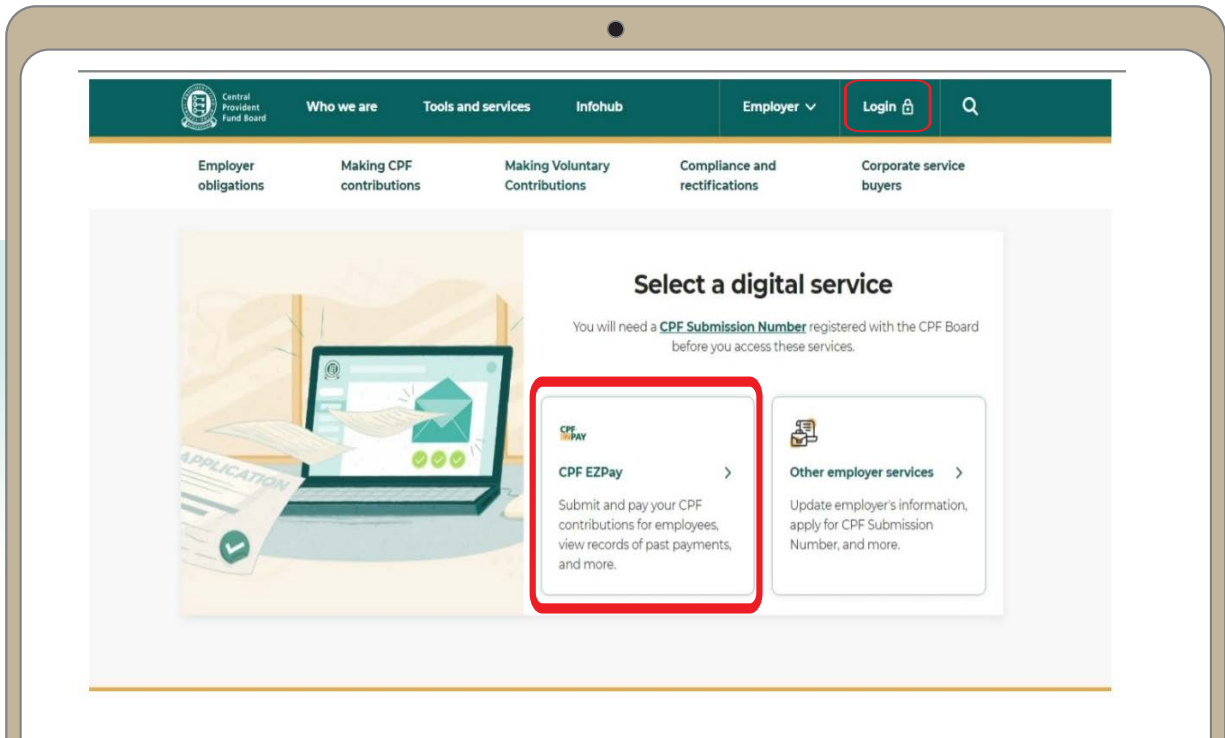 Central
Provident
Fund Board
Who we are
Tools and services
Infohub
Employer
Login
Employer
obligations
Making CPF
contributions
Making Voluntary
Contributions
Compliance and
rectifications
Corporate service
buyers
Select a digital service
You will need a CPF Submission Number registered with the CPF Board
before you access these services.
APPLICATION
CPF
EZPAY
CPF EZPay
Submit and pay your CPF
contributions for employees,
view records of past payments,
and more.
Other employer services
Update employer's information,
apply for CPF Submission
Number, and more.